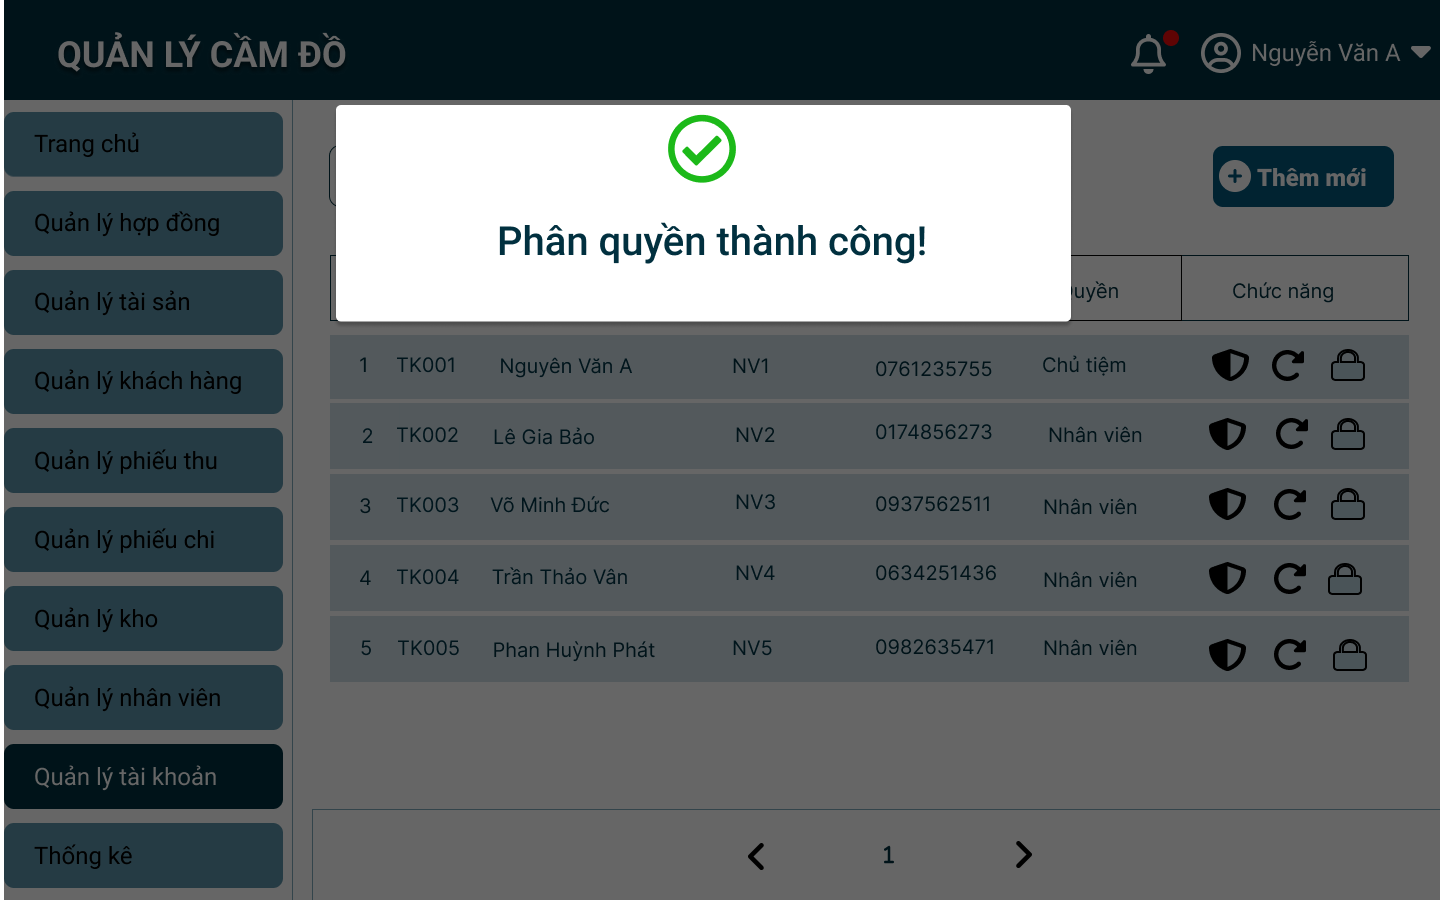 QUẢN LÝ CẦM ĐỒ
Nguyễn Văn A
Trang chủ
Quản lý hợp đồng
Quản lý tài sản
Quản lý khách hàng
Quản lý phiếu thu
Quản lý phiếu chi
Quản lý kho
Quản lý nhân viên
Quản lý tài khoản
Thống kê
Phân quyền thành công!
Thêm mới
Chức năng
1 TK001 Nguyên Văn A NV1 0761235755 Chủ tiệm
2 TK002 Lê Gia Bảo NV2 0174856273 Nhân viên
3 TK003 Võ Minh Đức NV3 0937562511 Nhân viên
4 TK004 Trần Thảo Vân NV4 0634251436 Nhân viên
5 TK005 Phan Huỳnh Phát NV5 0982635471 Nhân viên
1